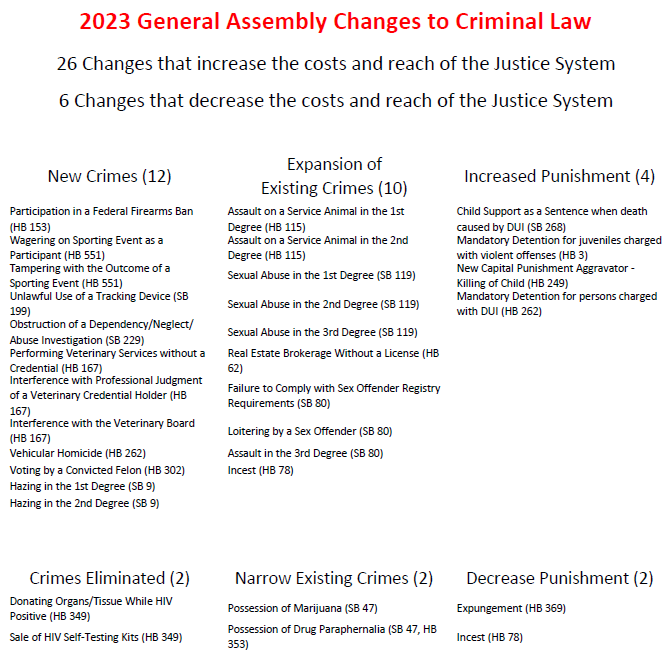 2023 General Assembly Changes to Criminal Law
26 Changes that increase the costs and reach of the Justice System
6 Changes that decrease the costs and reach of the Justice System
New Crimes (12)
Participation in a Federal Firearms Ban
(HB 153)
Wagering on Sporting Event as a
Participant (HB 551)
Tampering with the Outcome of a
Sporting Event (HB 551)
Unlawful Use of a Tracking Device (SB
199)
Obstruction of a Dependency/Neglect/
Abuse Investigation (SB 229)
Performing Veterinary Services without a
Credential (HB 167)
Interference with Professional Judgment
of a Veterinary Credential Holder (HB
167)
Interference with the Veterinary Board
(HB 167)
Vehicular Homicide (HB 262)
Voting by a Convicted Felon (HB 302)
Hazing in the 1st Degree (SB 9)
Hazing in the 2nd Degree (SB 9)
Expansion of
Existing Crimes (10)
Assault on a Service Animal in the 1st
Degree (HB 115)
Assault on a Service Animal in the 2nd
Degree (HB 115)
Sexual Abuse in the 1st Degree (SB 119)
Sexual Abuse in the 2nd Degree (SB 119)
Sexual Abuse in the 3rd Degree (SB 119)
Real Estate Brokerage Without a License (HB
62)
Failure to Comply with Sex Offender Registry
Requirements (SB 80)
Loitering by a Sex Offender (SB 80)
Assault in the 3rd Degree (SB 80)
Incest (HB 78)
Increased Punishment (4)
Child Support as a Sentence when death
caused by DUI (SB 268)
Mandatory Detention for juveniles charged
with violent offenses (HB 3)
New Capital Punishment Aggravator -
Killing of Child (HB 249)
Mandatory Detention for persons charged
with DUI (HB 262)
Crimes Eliminated (2)
Donating Organs/Tissue While HIV
Positive (HB 349)
Sale of HIV Self-Testing Kits (HB 349)
Narrow Existing Crimes (2)
Possession of Marijuana (SB 47)
Possession of Drug Paraphernalia (SB 47, HB
353)
Decrease Punishment (2)
Expungement (HB 369)
Incest (HB 78)